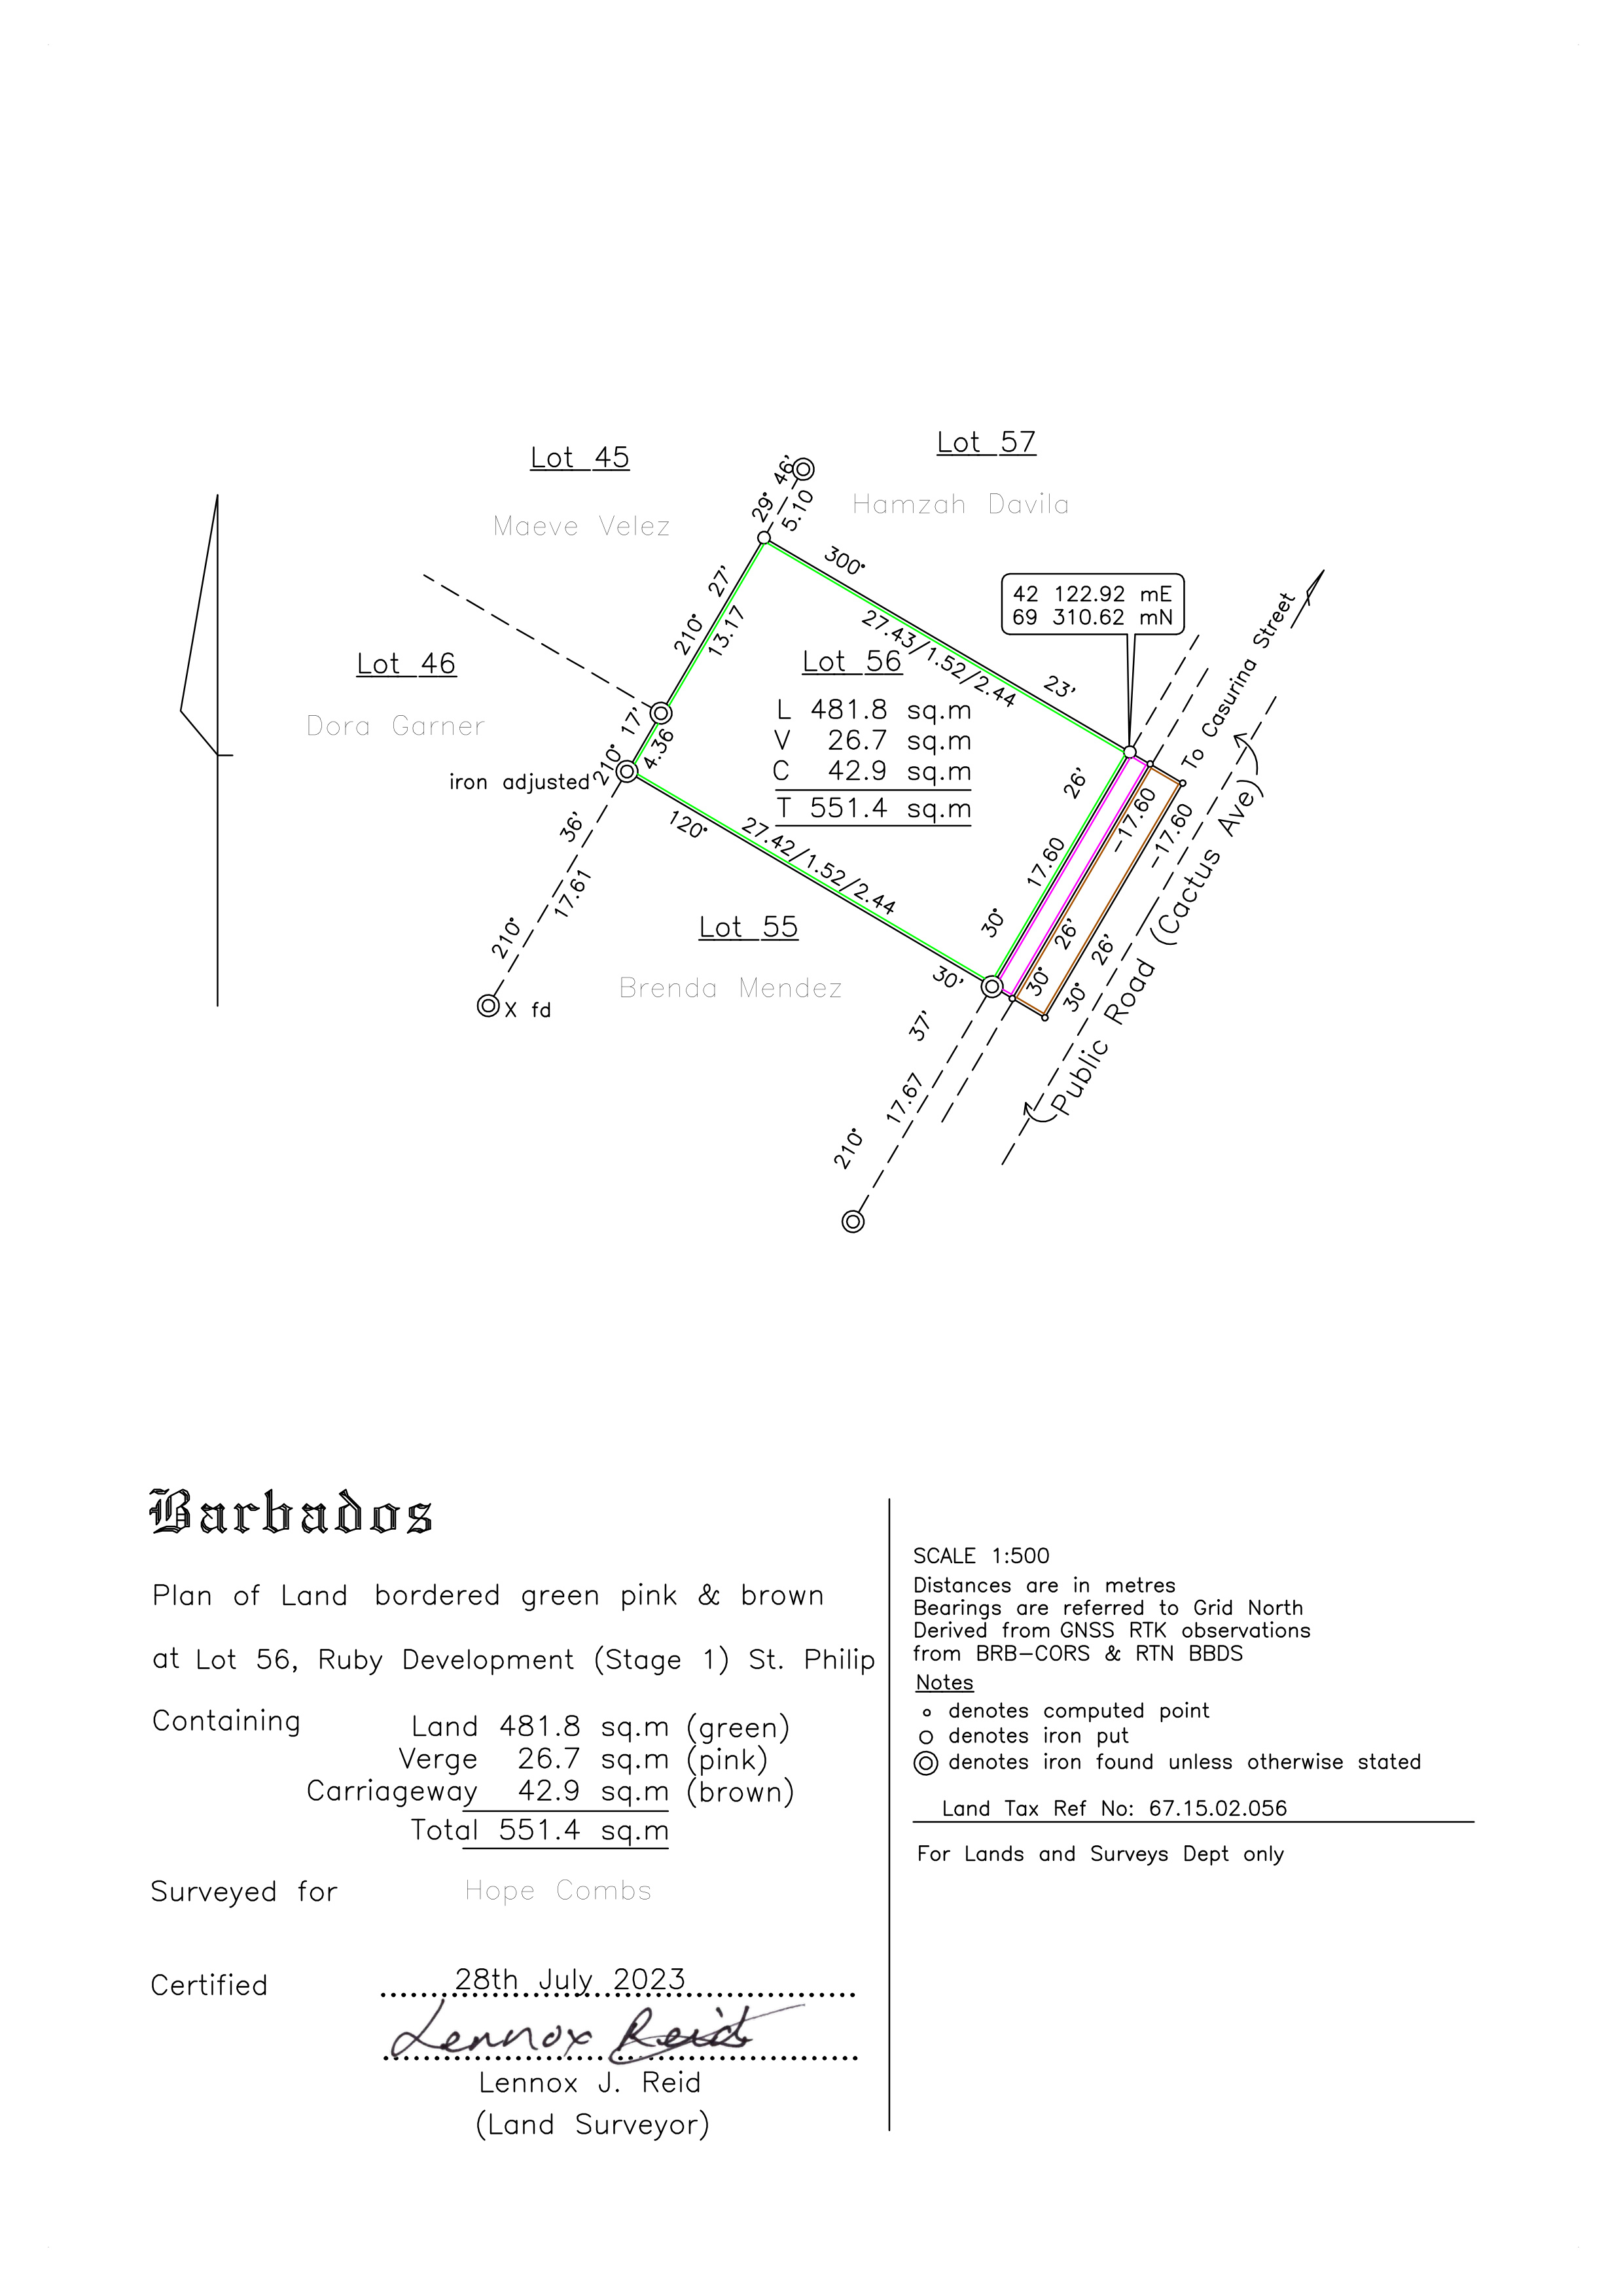 Lot 45
Maeve Velez
Lot 57
Hamzah Davila
29° 46'
5.10
300°
27.43/1.52/2.44
23'
42 122.92 mE
69 310.62 mN
210° 27'
13.17
Lot 46
Dora Garner
210° 17'
4.36
iron adjusted
Lot 56
L 481.8 sq.m
V 26.7 sq.m
C 42.9 sq.m
T 551.4 sq.m
To Casurina Street
Public Road (Cactus Ave)
30° 26'
17.60
30° 26'
17.60
30° 26'
17.60
120°
27.42/1.52/2.44
30'
210° 36'
17.61
X fd
Lot 55
Brenda Mendez
210° 37'
17.67
Barbados
Plan of Land bordered green pink & brown
at Lot 56, Ruby Development (Stage 1) St. Philip
Containing
Land 481.8 sq.m (green)
Verge 26.7 sq.m (pink)
Carriageway 42.9 sq.m (brown)
Total 551.4 sq.m
Surveyed for Hope Combs
Certified 28th July 2023
Lennox Reid
Lennox J. Reid
(Land Surveyor)
SCALE 1:500
Distances are in metres
Bearings are referred to Grid North
Derived from GNSS RTK observations
from BRB-CORS & RTN BBDS
Notes
denotes computed point
denotes iron put
denotes iron found unless otherwise stated
Land Tax Ref No: 67.15.02.056
For Lands and Surveys Dept only